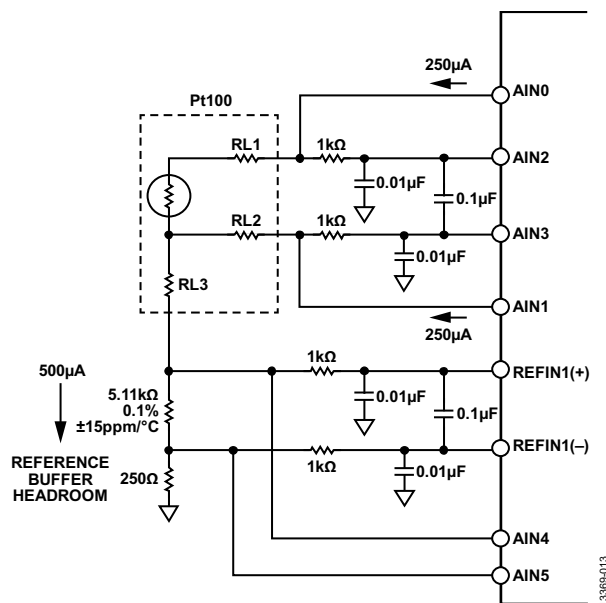 250µA
AIN0
Pt100
RL1
1kΩ
AIN2
0.01µF
0.1µF
RL2
1kΩ
AIN3
0.01µF
RL3
AIN1
250µA
500µA
1kΩ
REFIN1(+)
5.11kΩ
0.1%
±15ppm/°C
0.01µF
0.1µF
REFERENCE
BUFFER
HEADROOM
250Ω
1kΩ
REFIN1(–)
0.01µF
AIN4
AIN5
3369-013